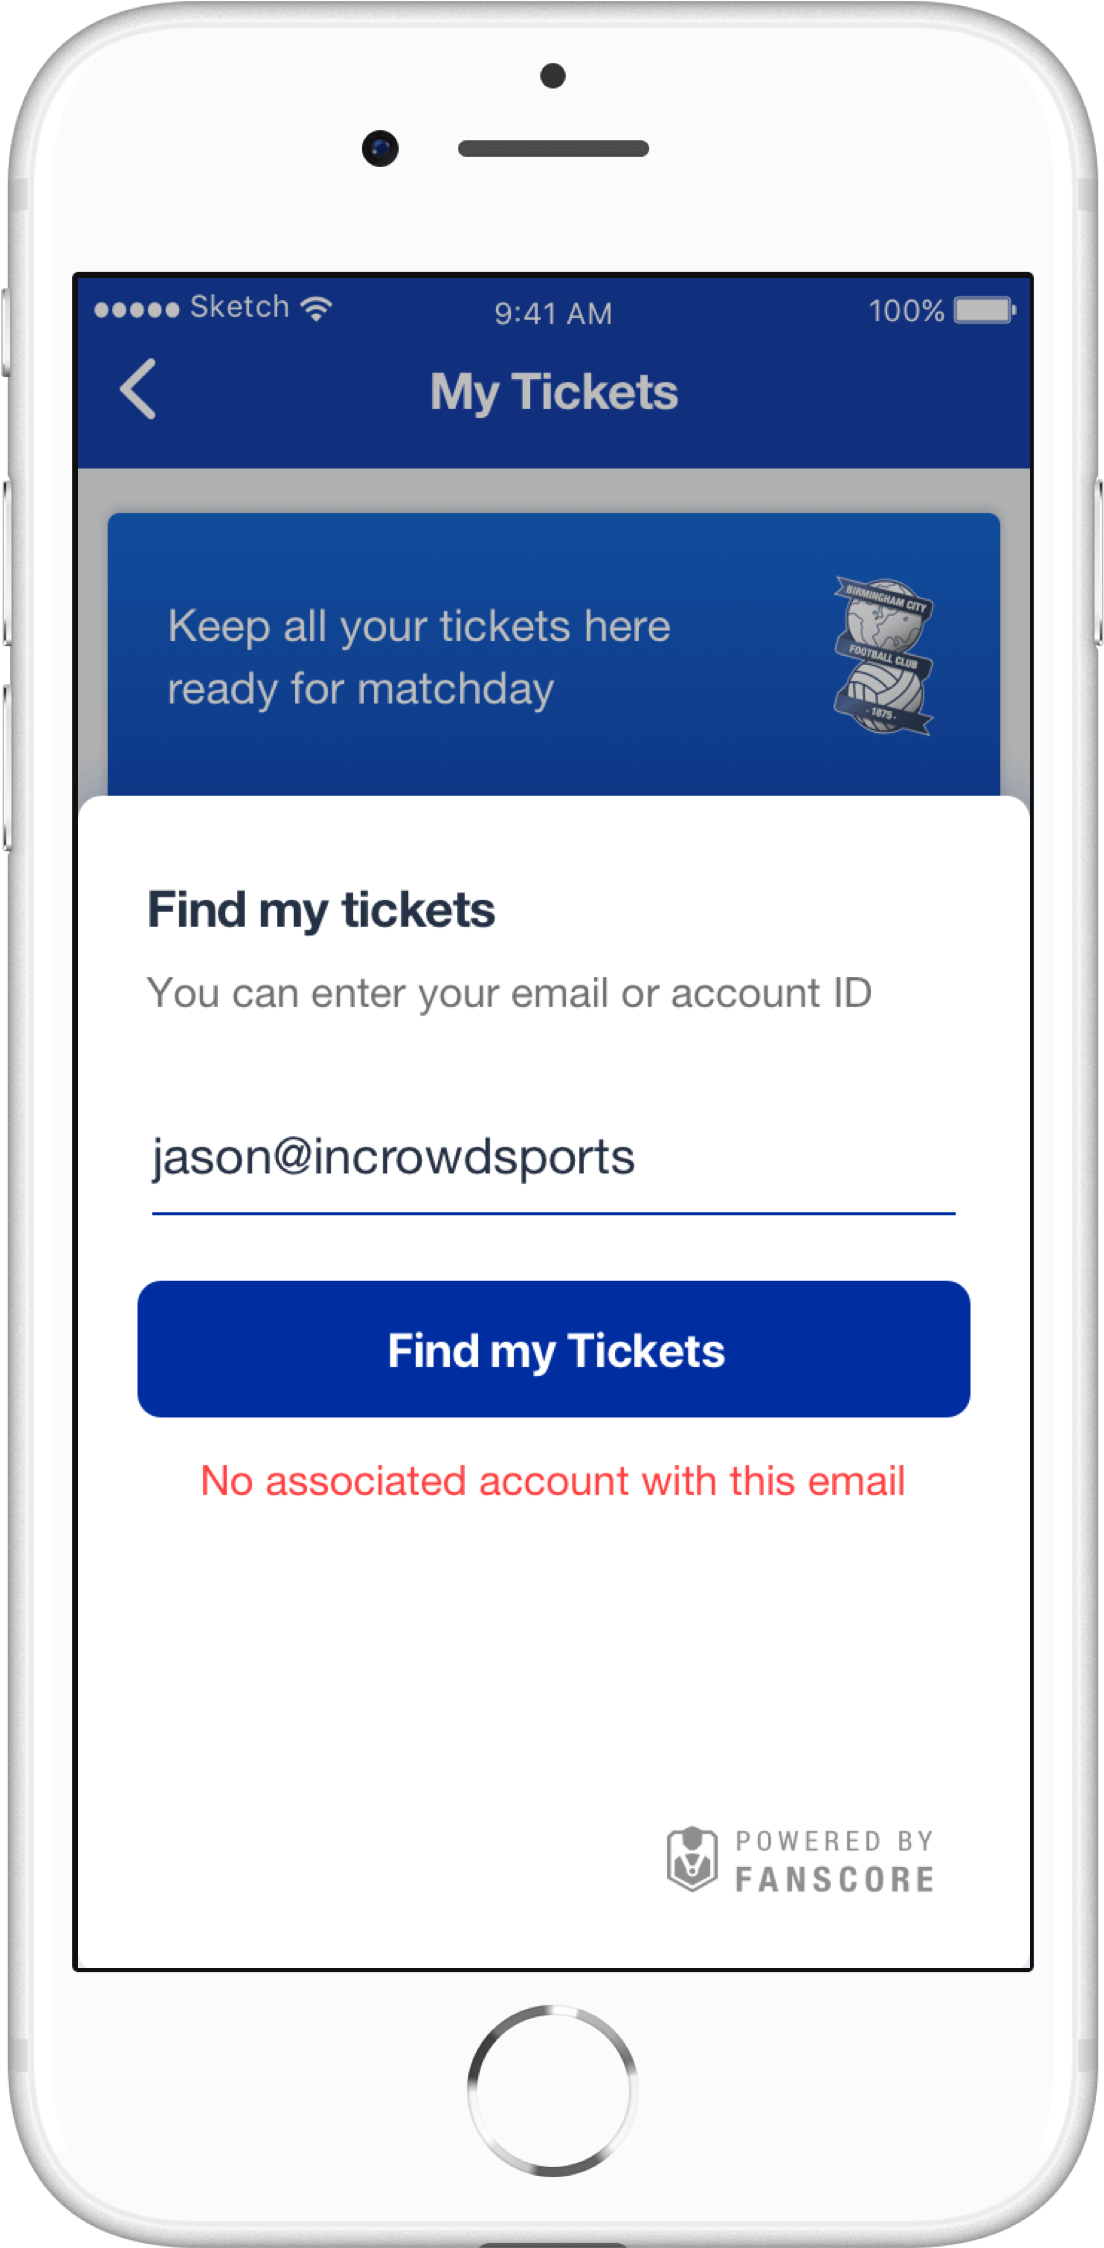 Sketch
9:41 AM
100%
My Tickets
Keep all your tickets here
ready for matchday
BIRMINGHAM CITY
FOOTBALL CLUB
- 1875 -
Find my tickets
You can enter your email or account ID
jason@incrowdsports
Find my Tickets
No associated account with this email
POWERED BY
FANSCORE